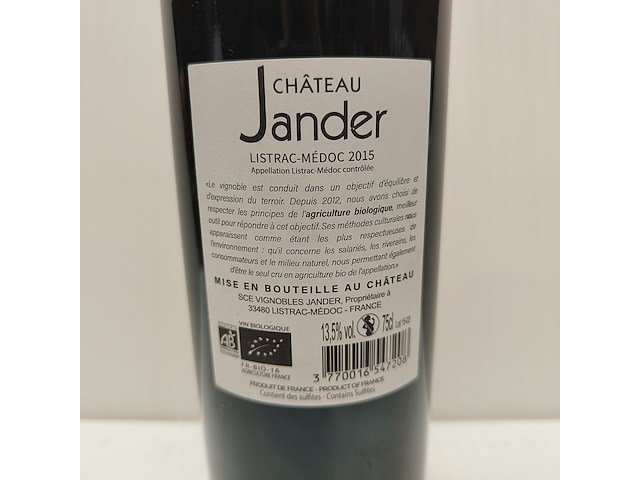 CHÂTEAU
Jander
LISTRAC-MÉDOC 2015
Appellation Listrac-Médoc contrôlée
«Le vignoble est conduit dans un objectif d'équilibre et
d'expression du terroir. Depuis 2012, nous avons choisi de
respecter les principes de l'agriculture biologique, meilleur
outil pour répondre à cet objectif. Ses méthodes culturales nous
apparaissent comme étant les plus respectueuses de
l'environnement : qu'il concerne les salariés, les riverains, les
consommateurs et le milieu naturel, nous permettant également
d'être le seul cru en agriculture bio de l'appellation.»
MISE EN BOUTEILLE AU CHÂTEAU
SCE VIGNOBLES JANDER, Propriétaire à
33480 LISTRAC-MÉDOC - FRANCE
VIN BIOLOGIQUE
AB
FR-BIO-16
AGRICULTURE FRANCE
13,5% vol. 75cl
3 770016 547208
PRODUIT DE FRANCE - PRODUCT OF FRANCE
Contient des sulfites - Contains Sulfites